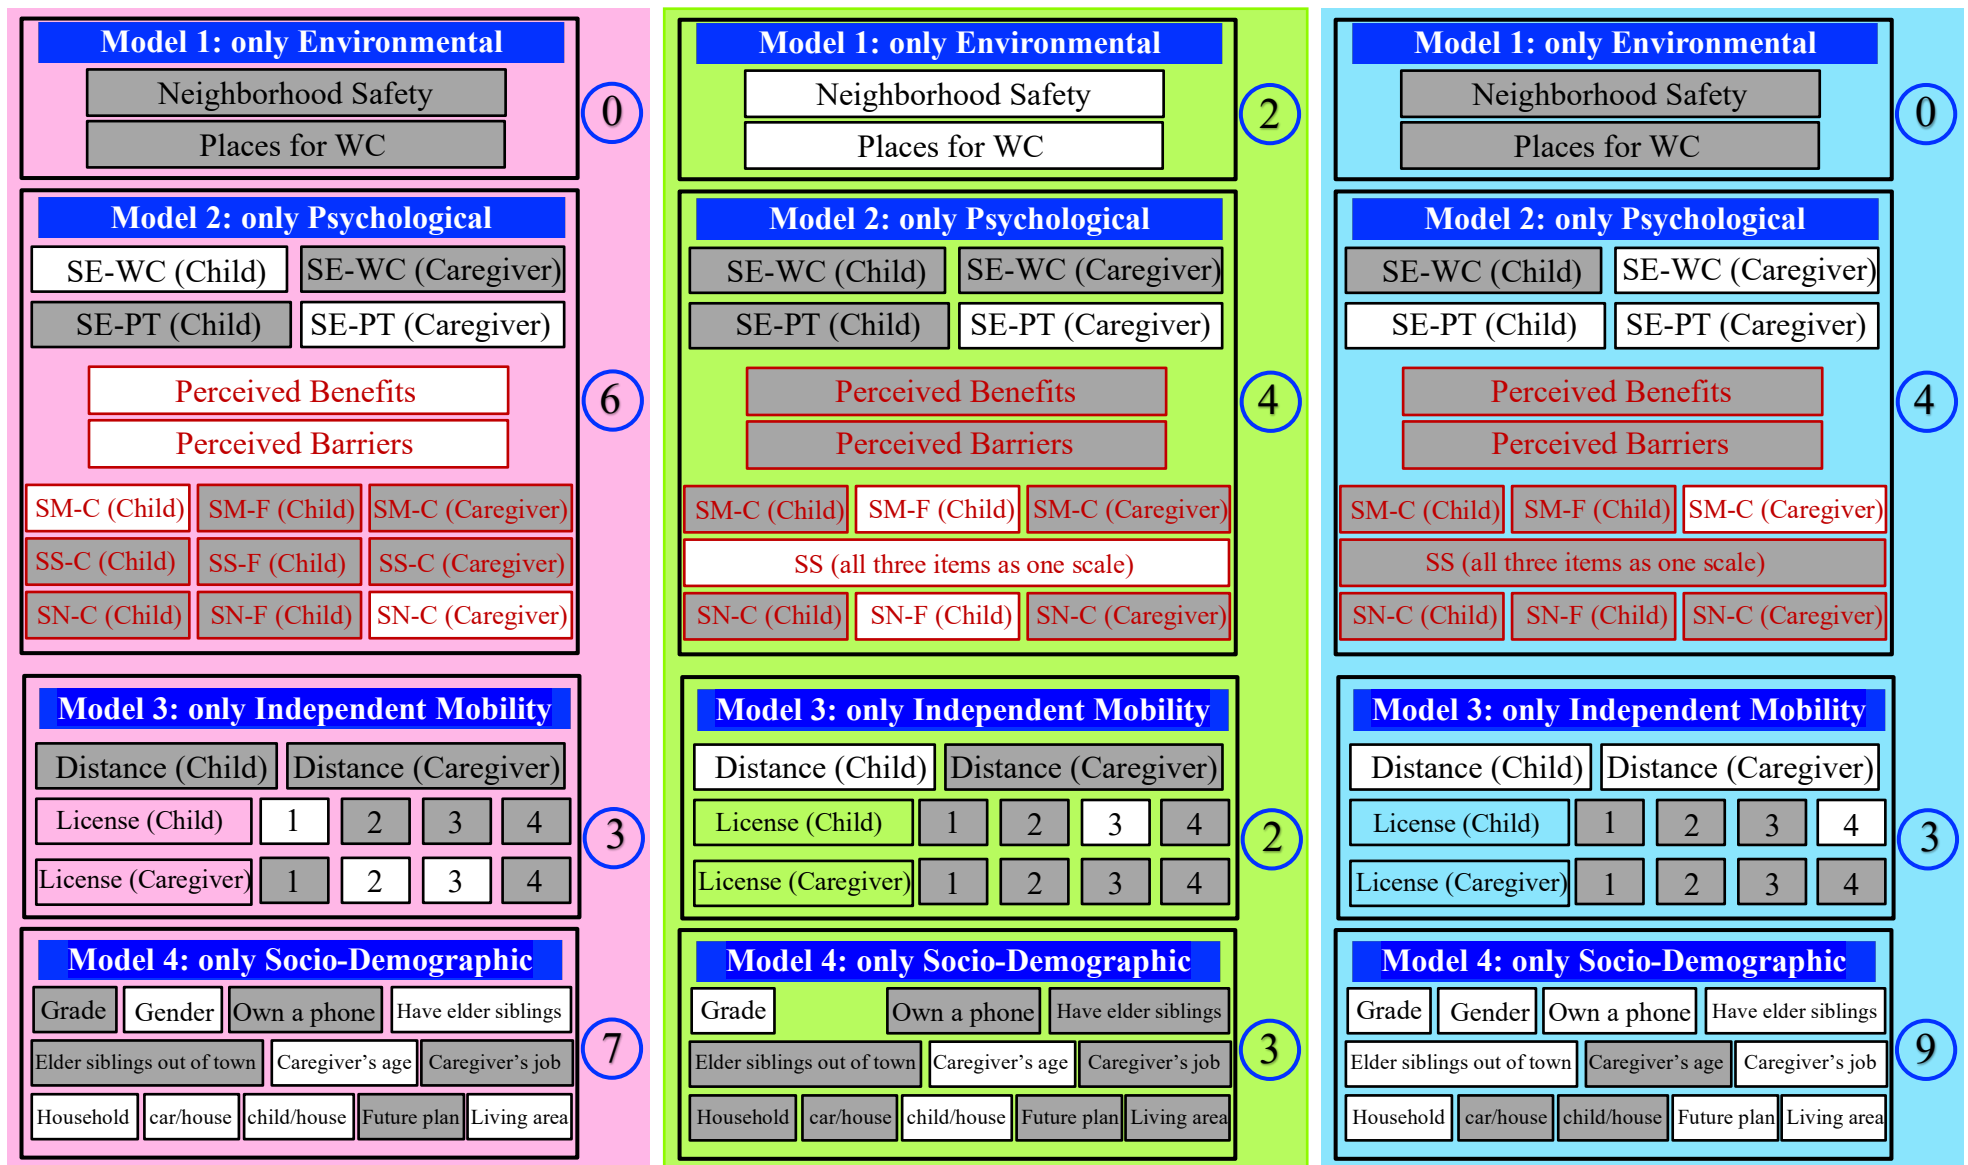 Model 1: only Environmental
Neighborhood Safety
0
Places for WC
Model 2: only Psychological
SE-WC (Child) SE-WC (Caregiver)
SE-PT (Child) SE-PT (Caregiver)
Perceived Benefits
6
Perceived Barriers
SM-C (Child) SM-F (Child) SM-C (Caregiver)
SS-C (Child) SS-F (Child) SS-C (Caregiver)
SN-C (Child) SN-F (Child) SN-C (Caregiver)
Model 3: only Independent Mobility
Distance (Child) Distance (Caregiver)
License (Child) 1 2 3 4
3
License (Caregiver) 1 2 3 4
Model 4: only Socio-Demographic
Grade Gender Own a phone Have elder siblings
7
Elder siblings out of town Caregiver’s age Caregiver’s job
Household car/house child/house Future plan Living area
Model 1: only Environmental
Neighborhood Safety
2
Places for WC
Model 2: only Psychological
SE-WC (Child) SE-WC (Caregiver)
SE-PT (Child) SE-PT (Caregiver)
Perceived Benefits
4
Perceived Barriers
SM-C (Child) SM-F (Child) SM-C (Caregiver)
SS (all three items as one scale)
SN-C (Child) SN-F (Child) SN-C (Caregiver)
Model 3: only Independent Mobility
Distance (Child) Distance (Caregiver)
License (Child) 1 2 3 4
2
License (Caregiver) 1 2 3 4
Model 4: only Socio-Demographic
Grade Own a phone Have elder siblings
3
Elder siblings out of town Caregiver’s age Caregiver’s job
Household car/house child/house Future plan Living area
Model 1: only Environmental
Neighborhood Safety
0
Places for WC
Model 2: only Psychological
SE-WC (Child) SE-WC (Caregiver)
SE-PT (Child) SE-PT (Caregiver)
Perceived Benefits
4
Perceived Barriers
SM-C (Child) SM-F (Child) SM-C (Caregiver)
SS (all three items as one scale)
SN-C (Child) SN-F (Child) SN-C (Caregiver)
Model 3: only Independent Mobility
Distance (Child) Distance (Caregiver)
License (Child) 1 2 3 4
3
License (Caregiver) 1 2 3 4
Model 4: only Socio-Demographic
Grade Gender Own a phone Have elder siblings
9
Elder siblings out of town Caregiver’s age Caregiver’s job
Household car/house child/house Future plan Living area